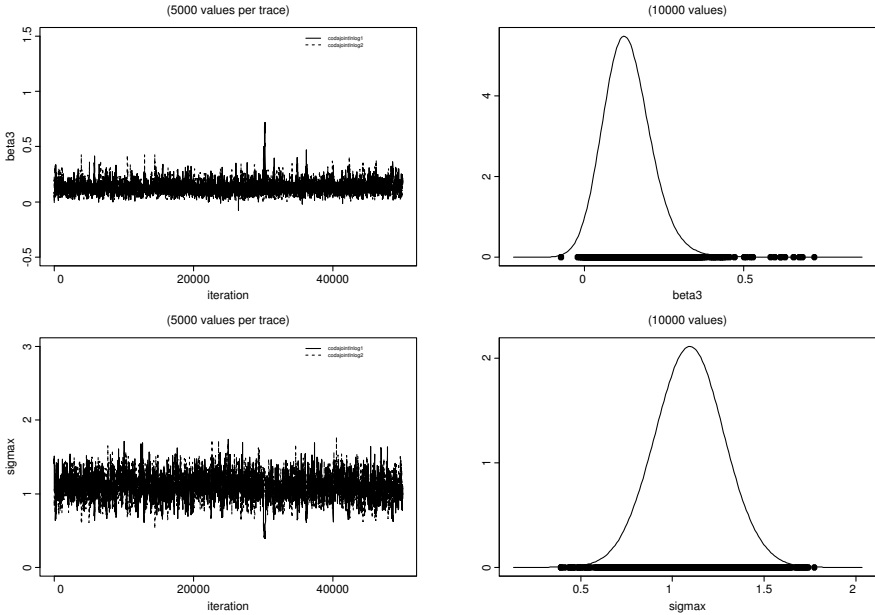 (5000 values per trace)
codajointnlog1
codajointnlog2
beta3
-0.5
0
0.5
1
1.5
0
20000
40000
iteration
(10000 values)
0
2
4
0
0.5
beta3
(5000 values per trace)
codajointnlog1
codajointnlog2
sigmax
0
1
2
3
0
20000
40000
iteration
(10000 values)
0
1
2
0.5
1
1.5
2
sigmax